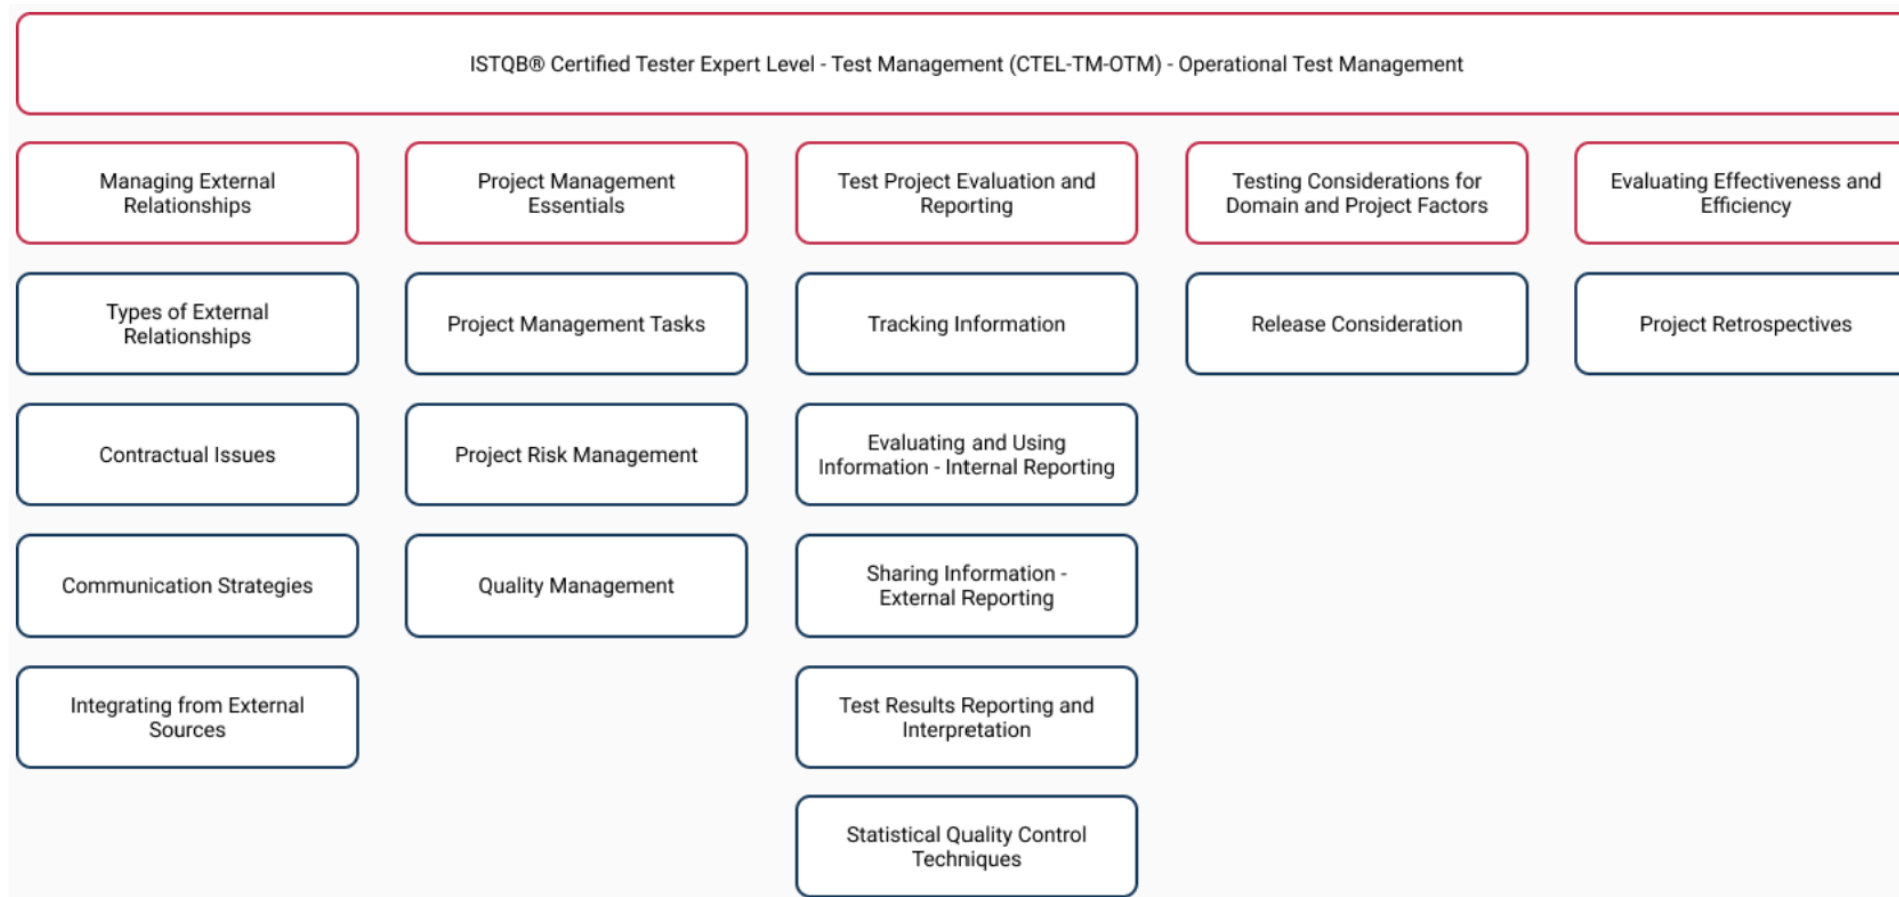 ISTQB® Certified Tester Expert Level - Test Management (CTEL-TM-OTM) - Operational Test Management
Managing External
Relationships
Project Management
Essentials
Test Project Evaluation and
Reporting
Testing Considerations for
Domain and Project Factors
Evaluating Effectiveness and
Efficiency
Types of External
Relationships
Project Management Tasks
Tracking Information
Release Consideration
Project Retrospectives
Contractual Issues
Project Risk Management
Evaluating and Using
Information - Internal Reporting
Communication Strategies
Quality Management
Sharing Information -
External Reporting
Integrating from External
Sources
Test Results Reporting and
Interpretation
Statistical Quality Control
Techniques